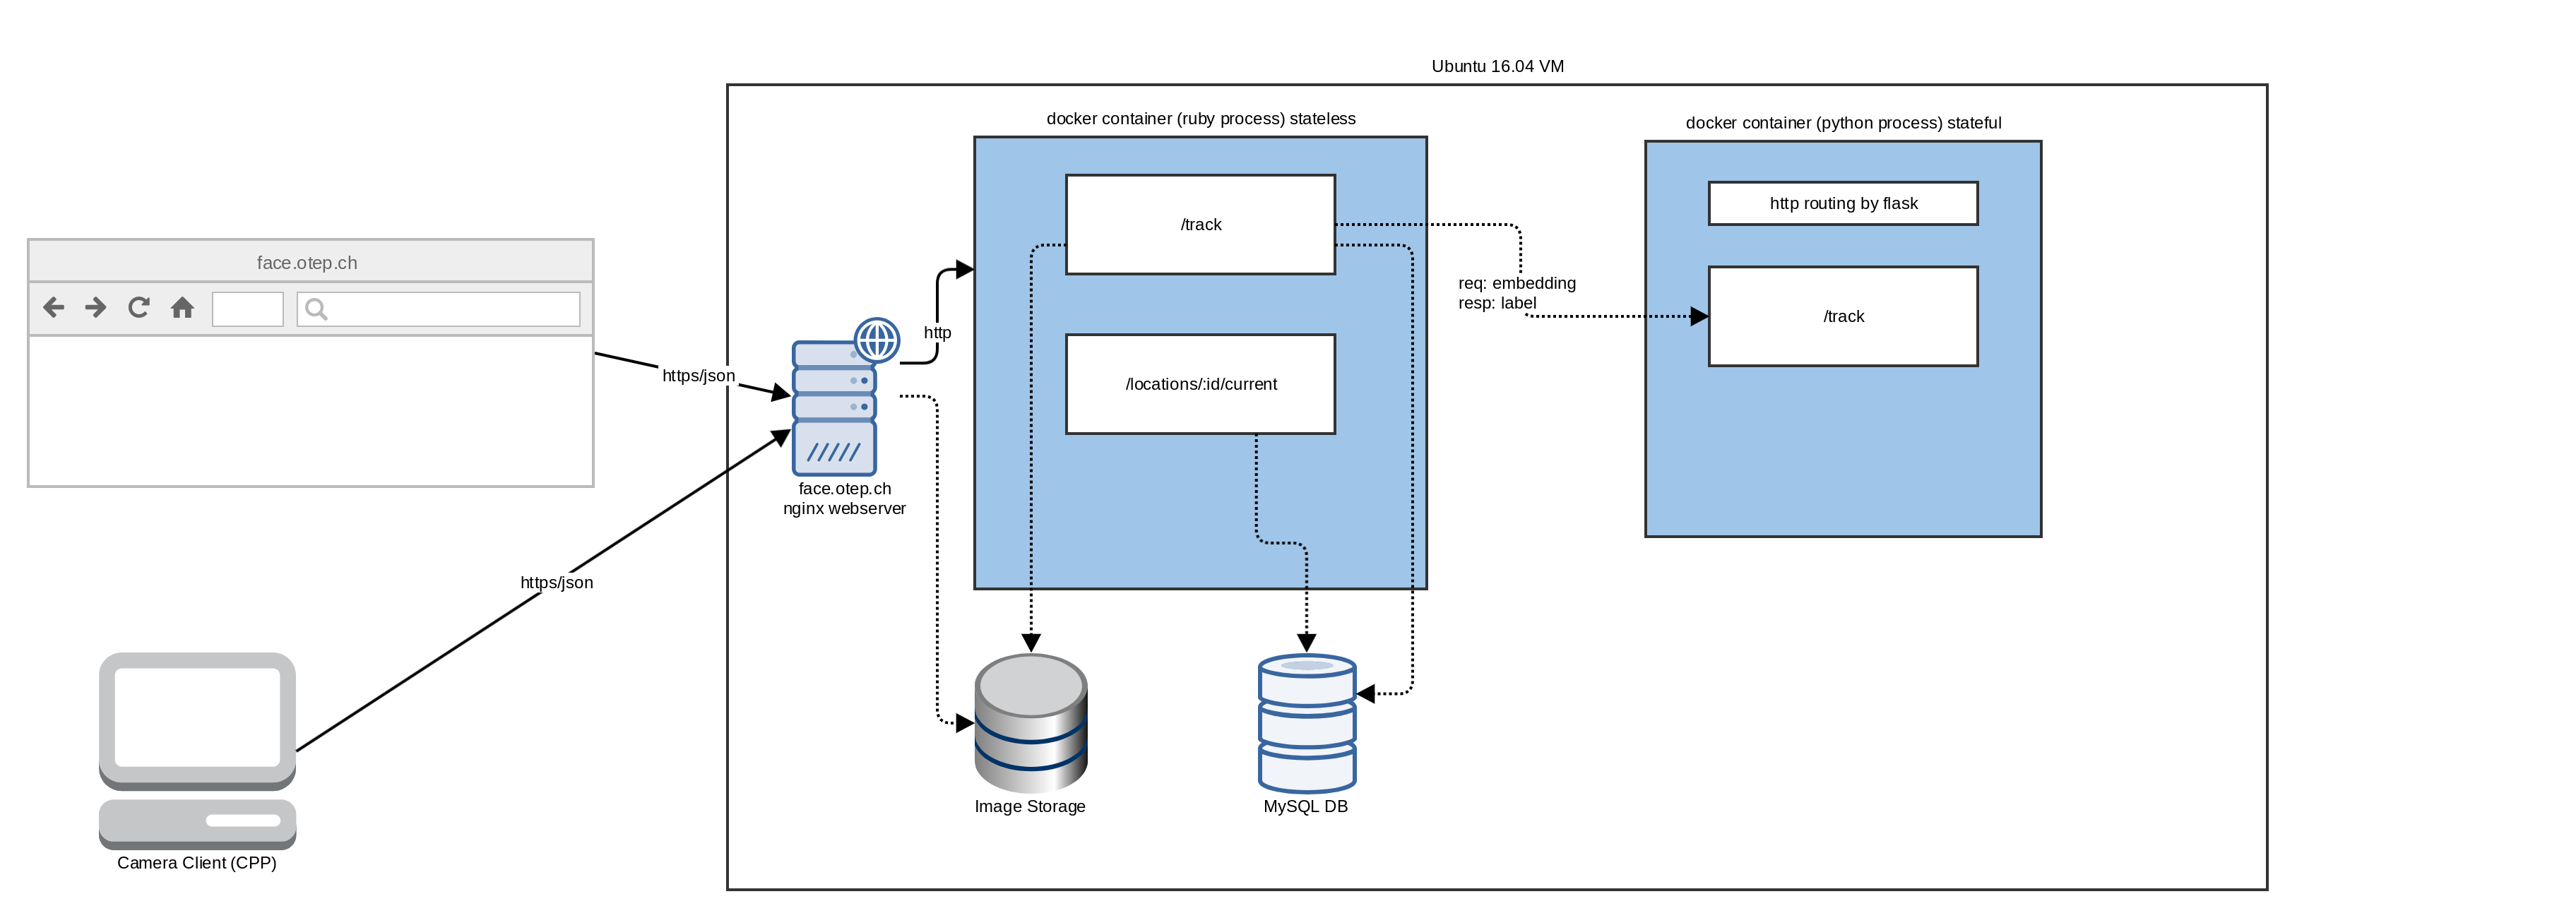 Ubuntu 16.04 VM
docker container (ruby process) stateless
docker container (python process) stateful
/track
http routing by flask
face.otep.ch
req: embedding
resp: label
/track
http
https/json
/locations/:id/current
face.otep.ch
nginx webserver
https/json
Image Storage
MySQL DB
Camera Client (CPP)